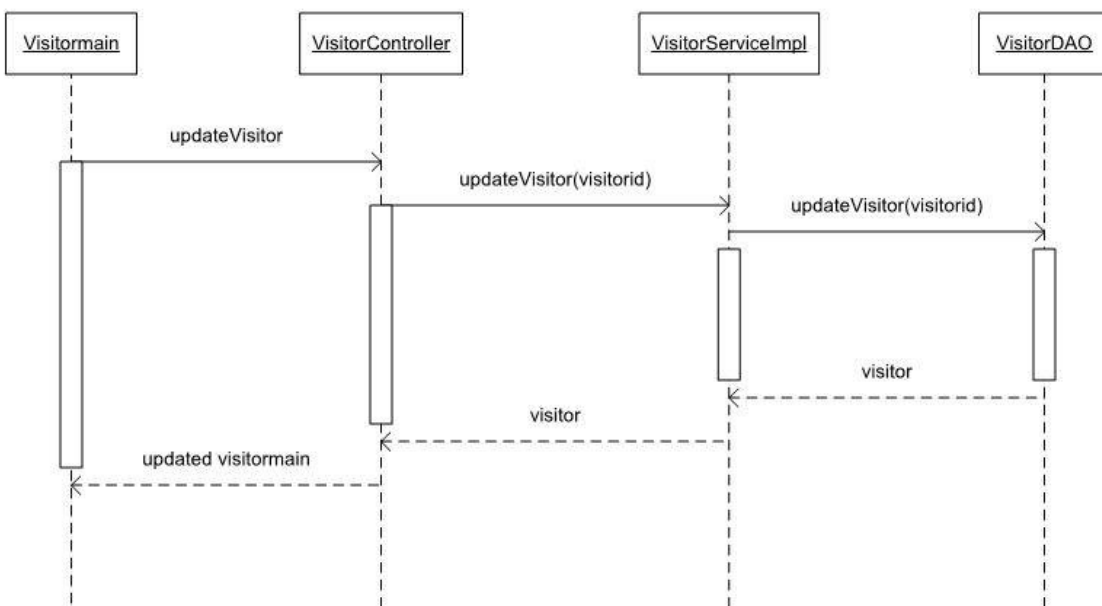 Visitormain
VisitorController
VisitorServiceImpl
VisitorDAO
updateVisitor
updateVisitor(visitorid)
updateVisitor(visitorid)
visitor
visitor
updated visitormain